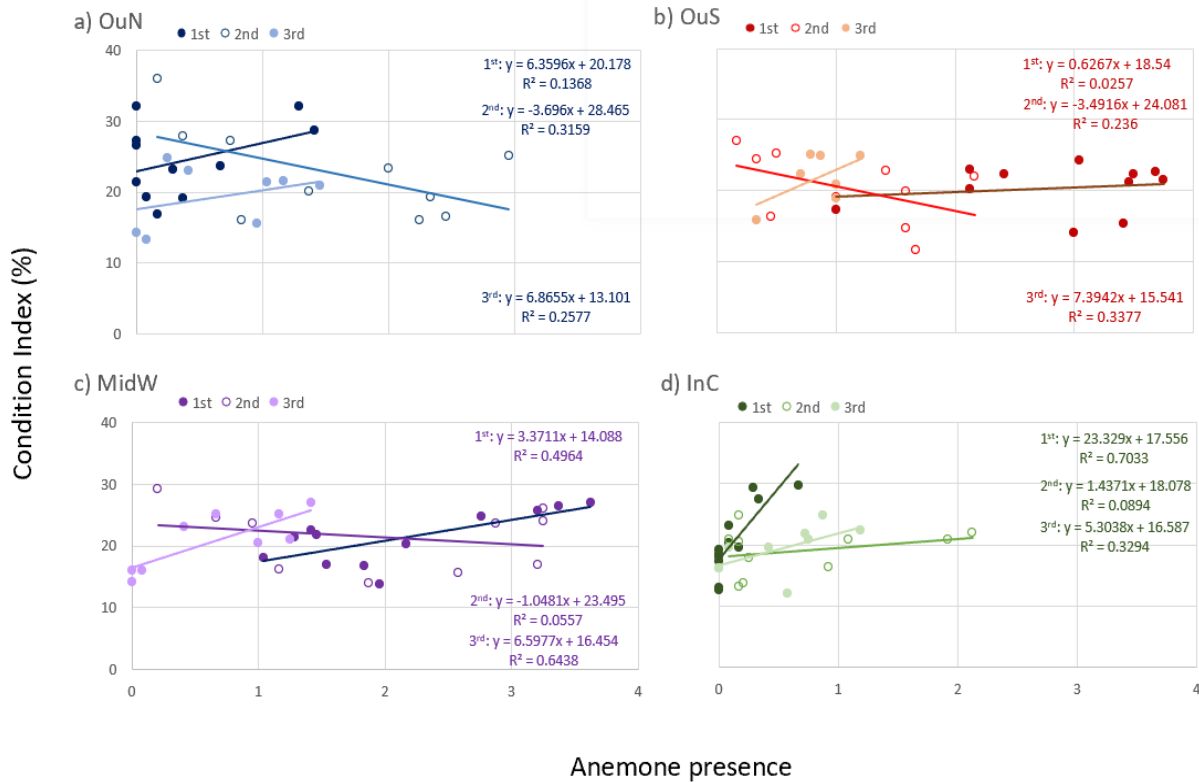 a) OuN
1st 2nd 3rd
40
30
20
10
0
1ˢᵗ: y = 6.3596x + 20.178
R² = 0.1368
2ⁿᵈ: y = -3.696x + 28.465
R² = 0.3159
3ʳᵈ: y = 6.8655x + 13.101
R² = 0.2577
b) OuS
1st 2nd 3rd
1ˢᵗ: y = 0.6267x + 18.54
R² = 0.0257
2ⁿᵈ: y = -3.4916x + 24.081
R² = 0.236
3ʳᵈ: y = 7.3942x + 15.541
R² = 0.3377
Condition Index (%)
c) MidW
1st 2nd 3rd
40
30
20
10
0
1ˢᵗ: y = 3.3711x + 14.088
R² = 0.4964
2ⁿᵈ: y = -1.0481x + 23.495
R² = 0.0557
3ʳᵈ: y = 6.5977x + 16.454
R² = 0.6438
0 1 2 3 4
d) InC
1st 2nd 3rd
1ˢᵗ: y = 23.329x + 17.556
R² = 0.7033
2ⁿᵈ: y = 1.4371x + 18.078
R² = 0.0894
3ʳᵈ: y = 5.3038x + 16.587
R² = 0.3294
0 1 2 3 4
Anemone presence